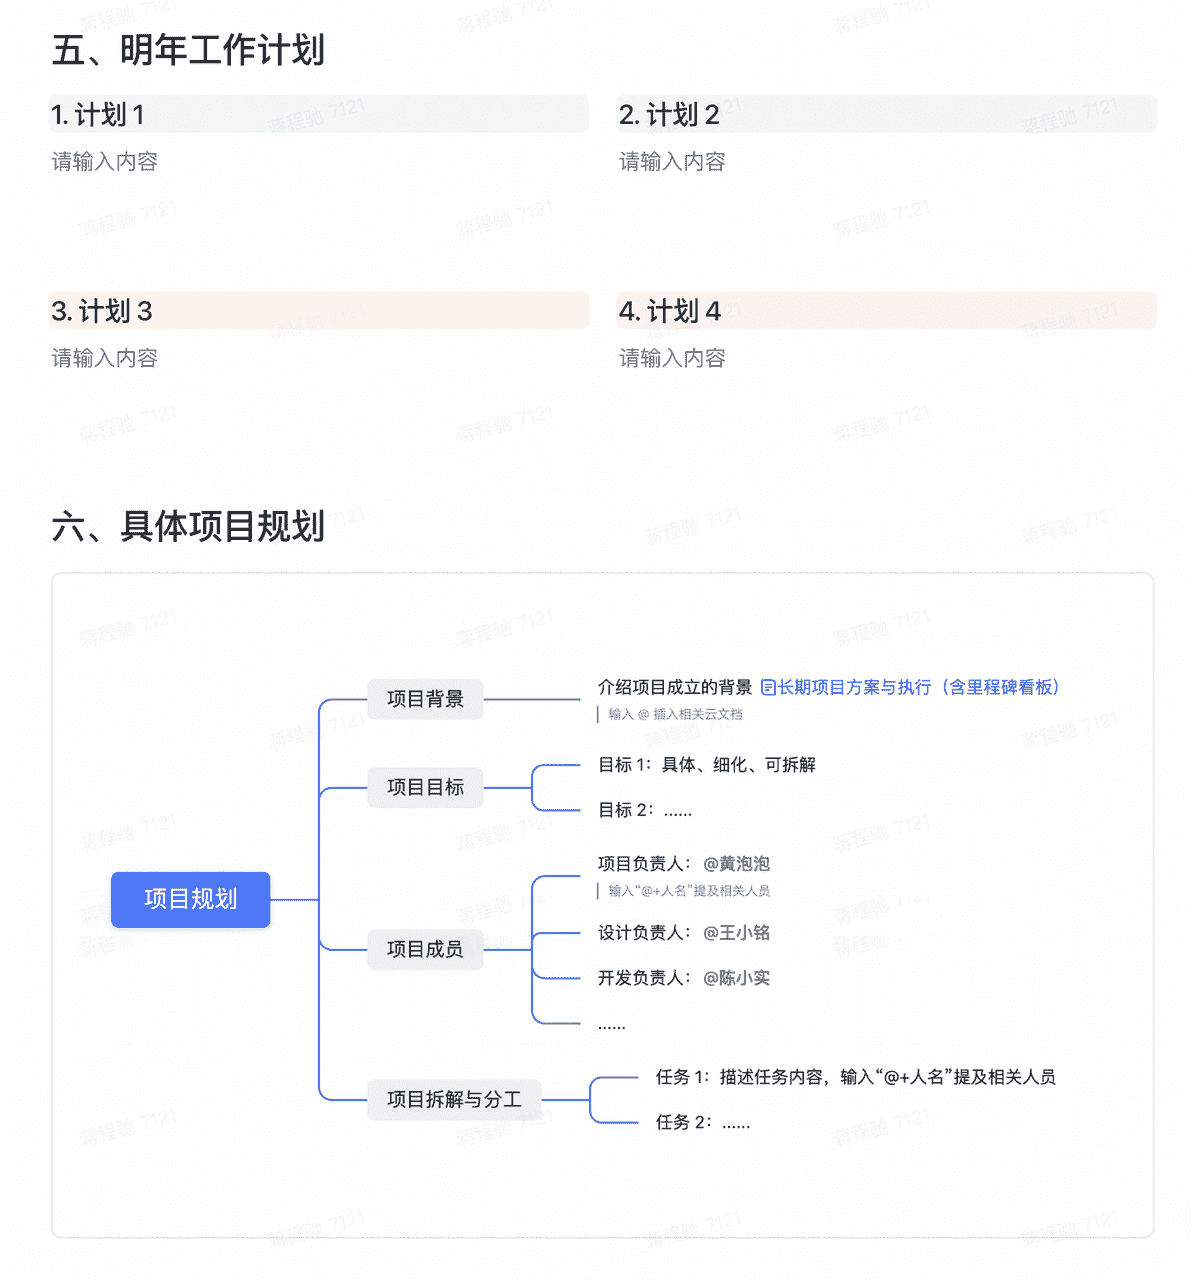 五、明年工作计划
1. 计划 1
2. 计划 2
请输入内容
请输入内容
3. 计划 3
4. 计划 4
请输入内容
请输入内容
六、具体项目规划
项目规划
项目背景
介绍项目成立的背景 长期项目方案与执行（含里程碑看板）
输入 @ 插入相关云文档
项目目标
目标 1：具体、细化、可拆解
目标 2：......
项目成员
项目负责人： @黄泡泡
输入“@+人名”提及相关人员
设计负责人： @王小铭
开发负责人： @陈小实
......
项目拆解与分工
任务 1：描述任务内容，输入“@+人名”提及相关人员
任务 2：......
蒋程驰 7121